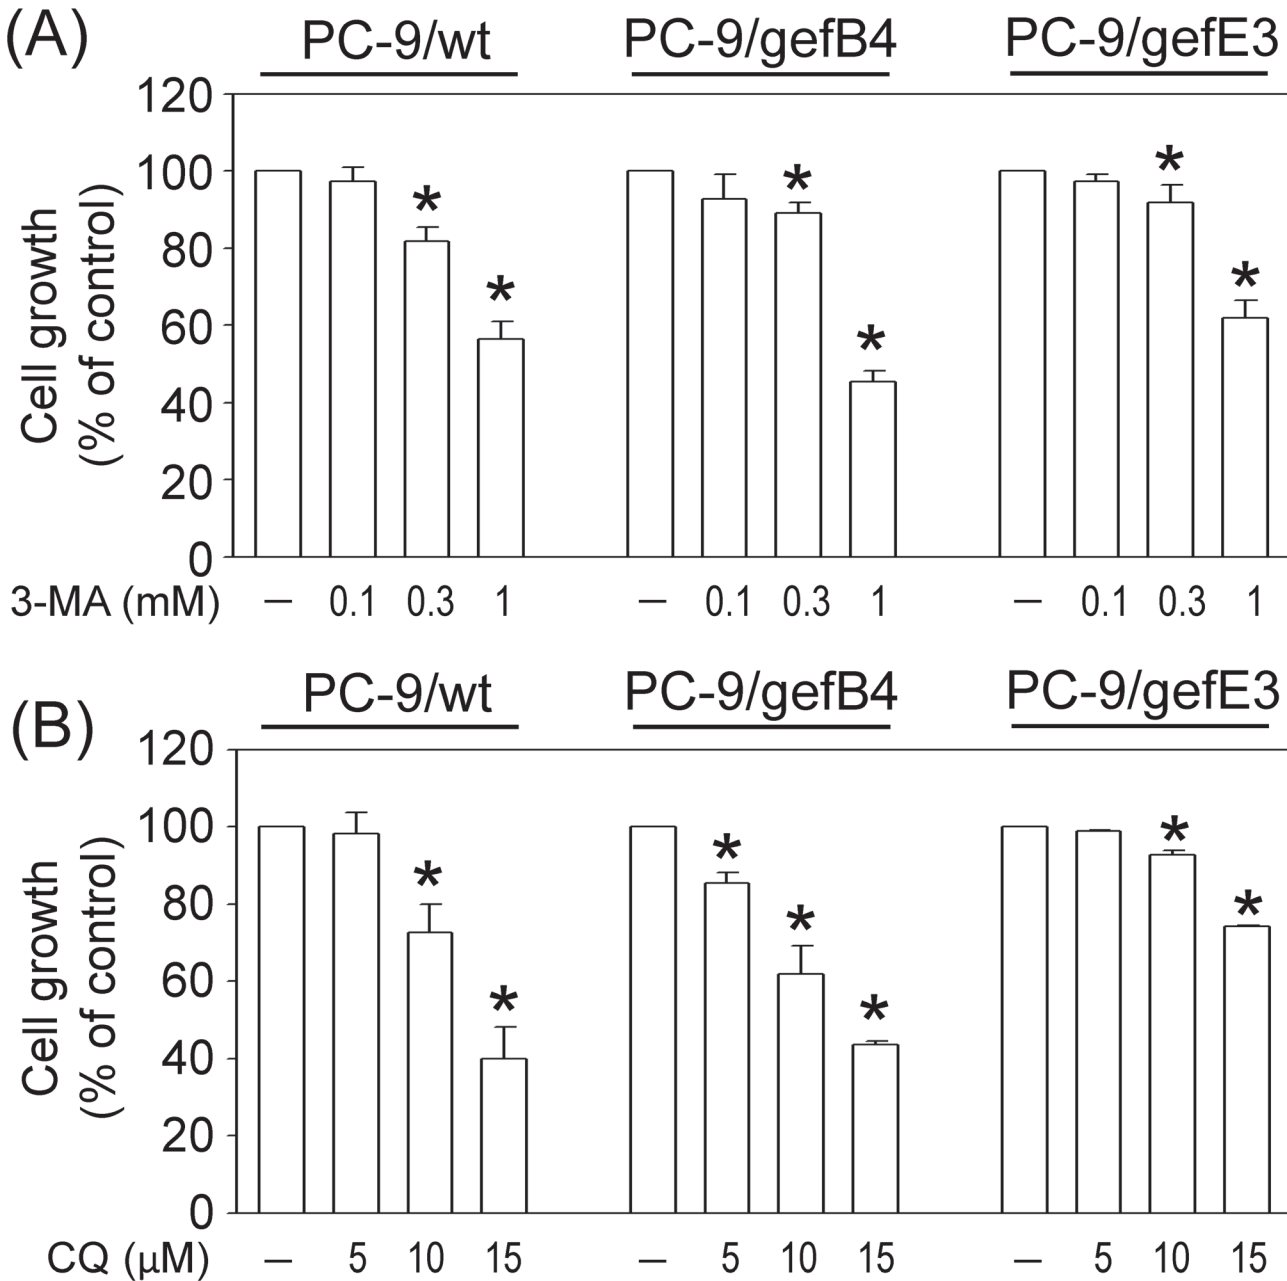 (A)
PC-9/wt PC-9/gefB4 PC-9/gefE3
120
100
80
60
40
20
0
Cell growth
(% of control)
* * * * * *
3-MA (mM) – 0.1 0.3 1 – 0.1 0.3 1 – 0.1 0.3 1
(B)
PC-9/wt PC-9/gefB4 PC-9/gefE3
120
100
80
60
40
20
0
Cell growth
(% of control)
* * * * * * *
CQ (μM) – 5 10 15 – 5 10 15 – 5 10 15